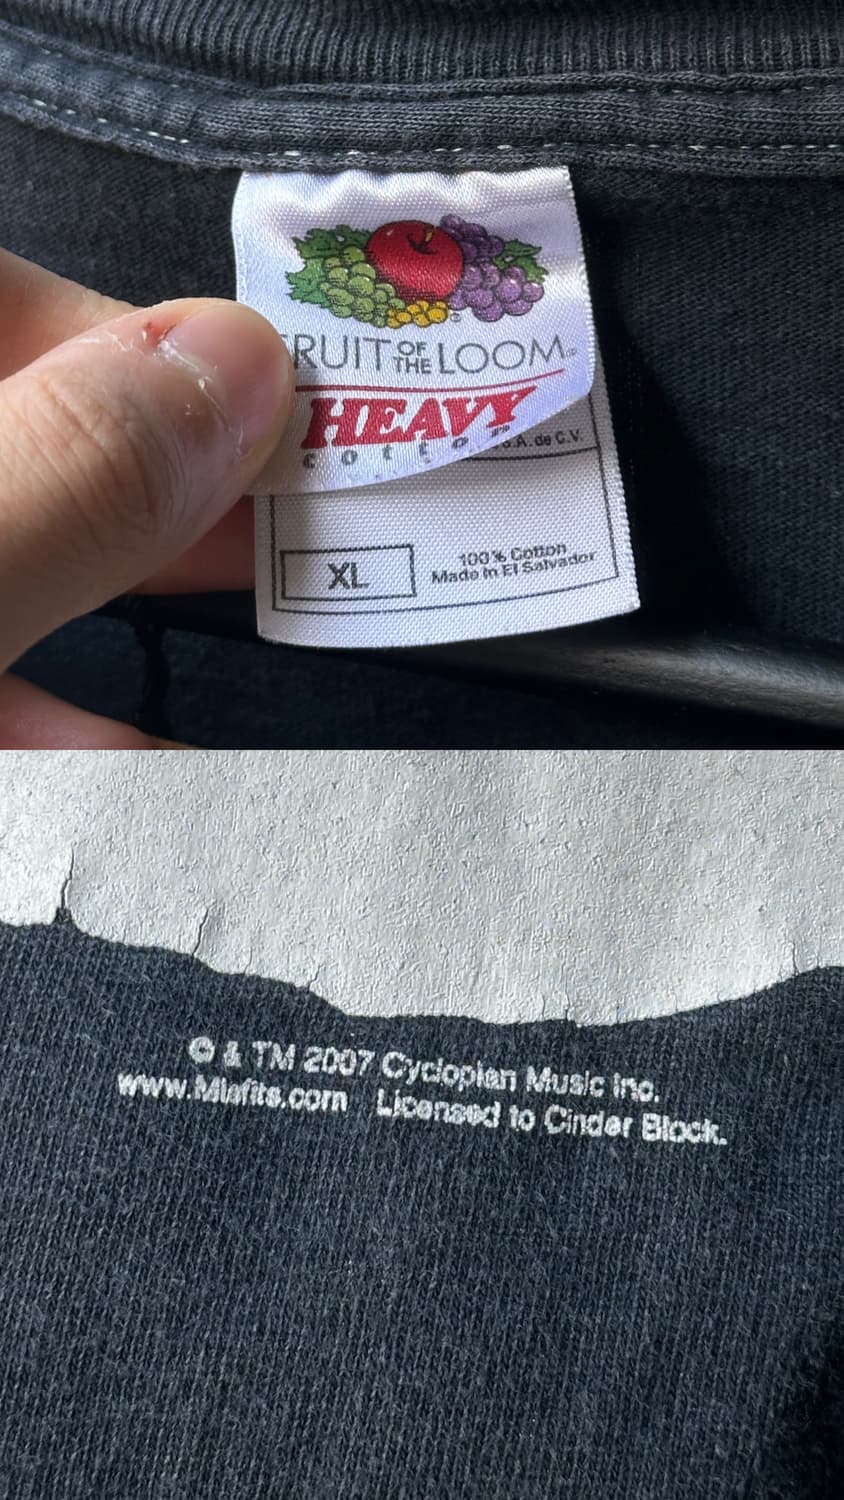 FRUIT OF THE LOOM
HEAVY
cotton
S.A. de C.V.
XL
100% Cotton
Made in El Salvador
© & TM 2007 Cyclopian Music Inc.
www.Misfits.com Licensed to Cinder Block.